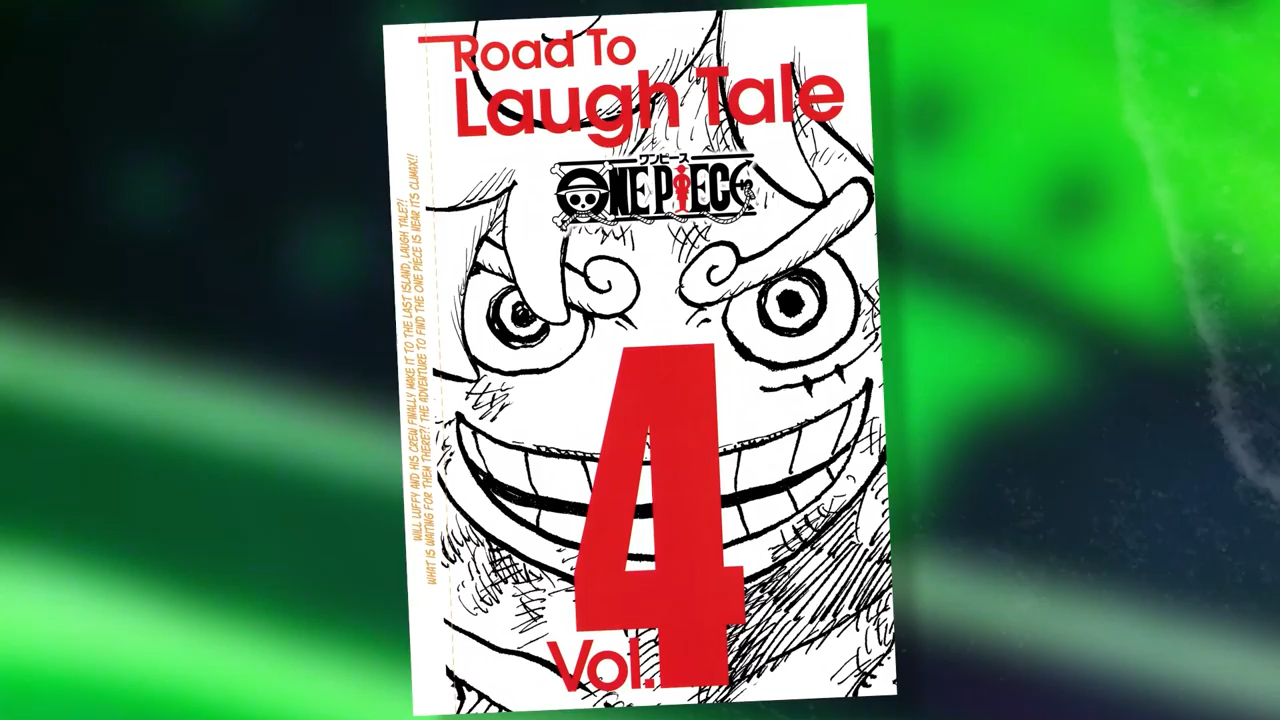 Road To
Laugh Tale
ワンピース
ONE PIECE
WILL LUFFY AND HIS CREW FINALLY MAKE IT TO THE LAST ISLAND, LAUGH TALE?!
WHAT IS WAITING FOR THEM THERE?! THE ADVENTURE TO FIND THE ONE PIECE IS NEAR ITS CLIMAX!!
Vol.4